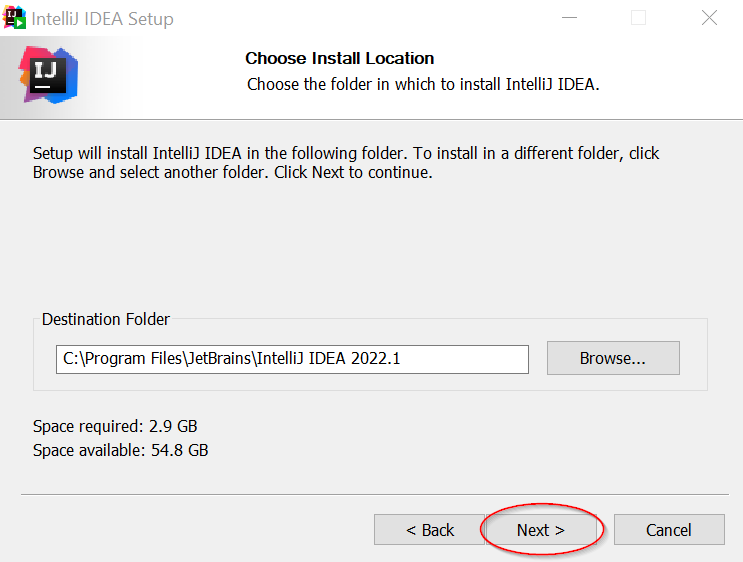 IntelliJ IDEA Setup
IJ
Choose Install Location
Choose the folder in which to install IntelliJ IDEA.
Setup will install IntelliJ IDEA in the following folder. To install in a different folder, click
Browse and select another folder. Click Next to continue.
Destination Folder
C:\Program Files\JetBrains\IntelliJ IDEA 2022.1
Browse...
Space required: 2.9 GB
Space available: 54.8 GB
< Back
Next >
Cancel